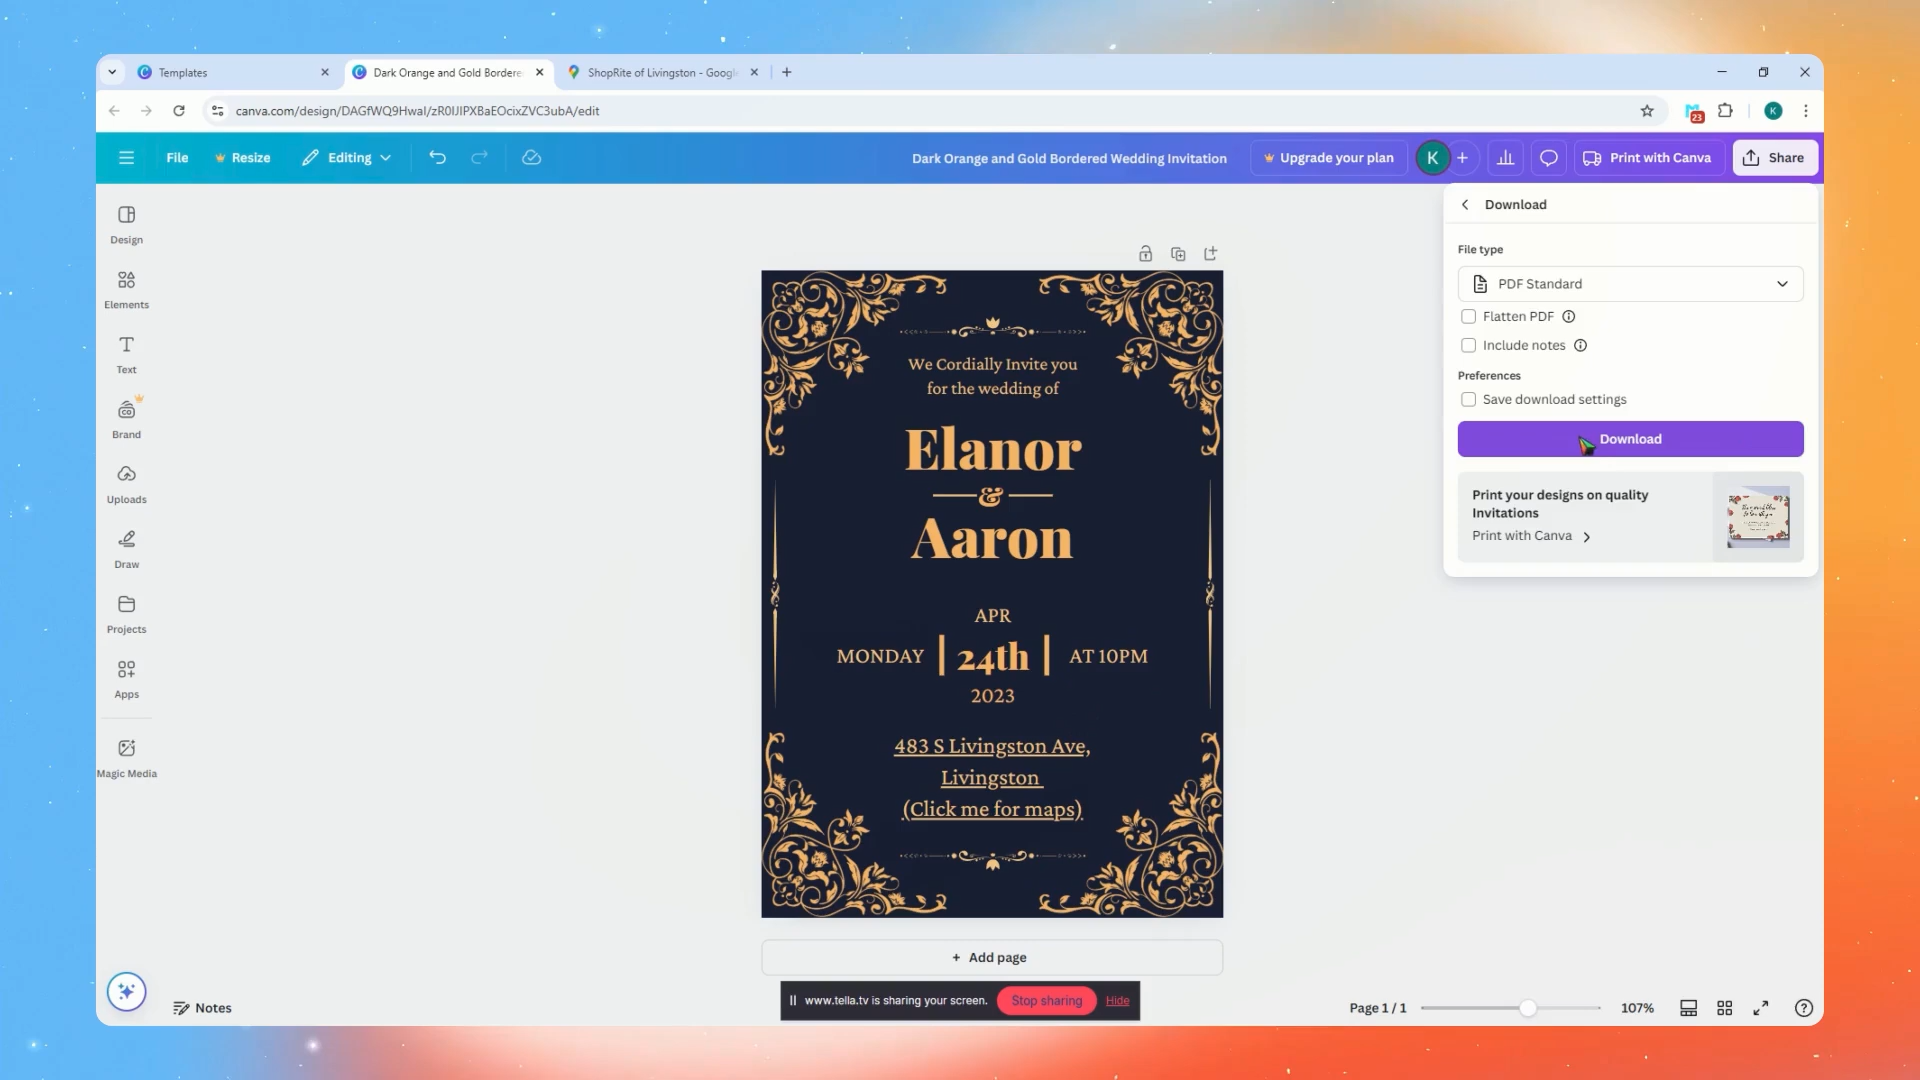 Templates
Dark Orange and Gold Bordere
ShopRite of Livingston - Googl
canva.com/design/DAGfWQ9HwaI/zR0IJIPXBaEOcixZVC3ubA/edit
23
K
File
Resize
Editing
Dark Orange and Gold Bordered Wedding Invitation
Upgrade your plan
K
Print with Canva
Share
Design
Elements
Text
Brand
Uploads
Draw
Projects
Apps
Magic Media
Download
File type
PDF Standard
Flatten PDF
Include notes
Preferences
Save download settings
Download
Print your designs on quality
Invitations
Print with Canva
We Cordially Invite you
for the wedding of
Elanor
&
Aaron
APR
MONDAY 24th AT 10PM
2023
483 S Livingston Ave,
Livingston
(Click me for maps)
+ Add page
www.tella.tv is sharing your screen. Stop sharing Hide
Notes
Page 1 / 1
107%